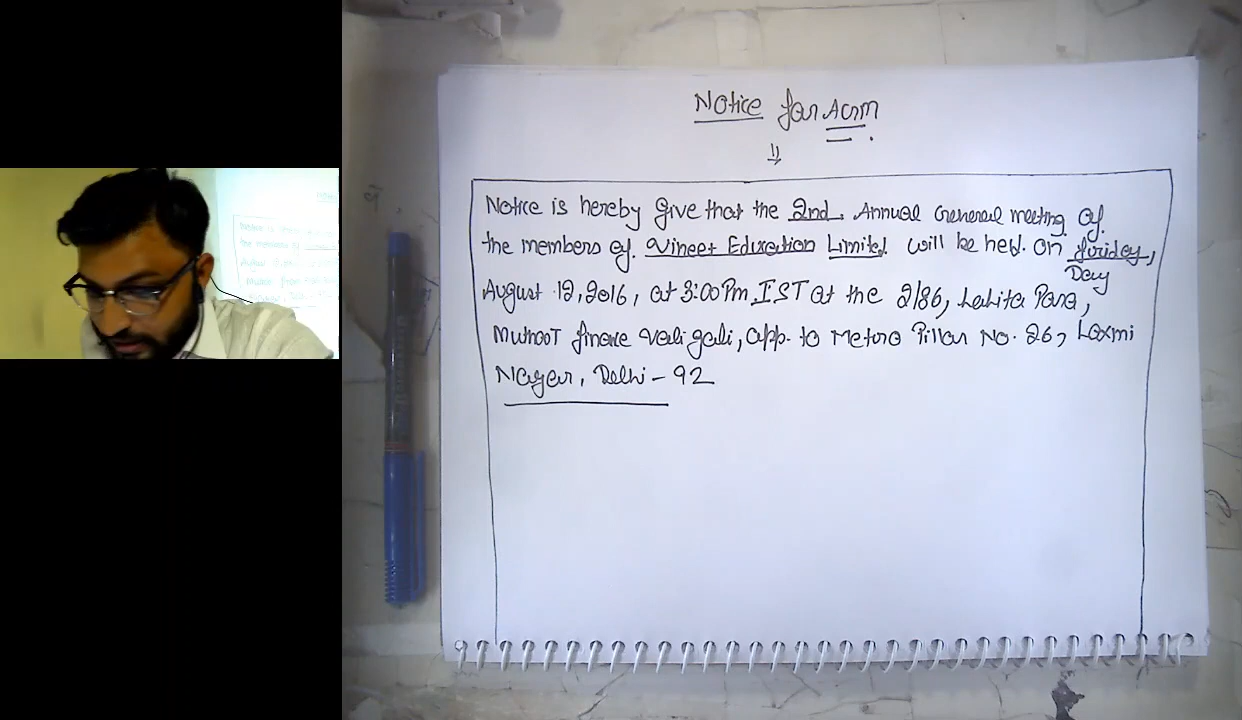 Notice for AGM.
Notice is hereby give that the 2nd. Annual General meeting of
the members of. Vineet Education Limited will be held. on friday,
Day
August 12, 2016, at 3:00 Pm IST at the 2/86, Lalita Para,
MuthooT finance vali gali, opp. to Metro Pillar No. 26, Laxmi
Nagar, Delhi - 92